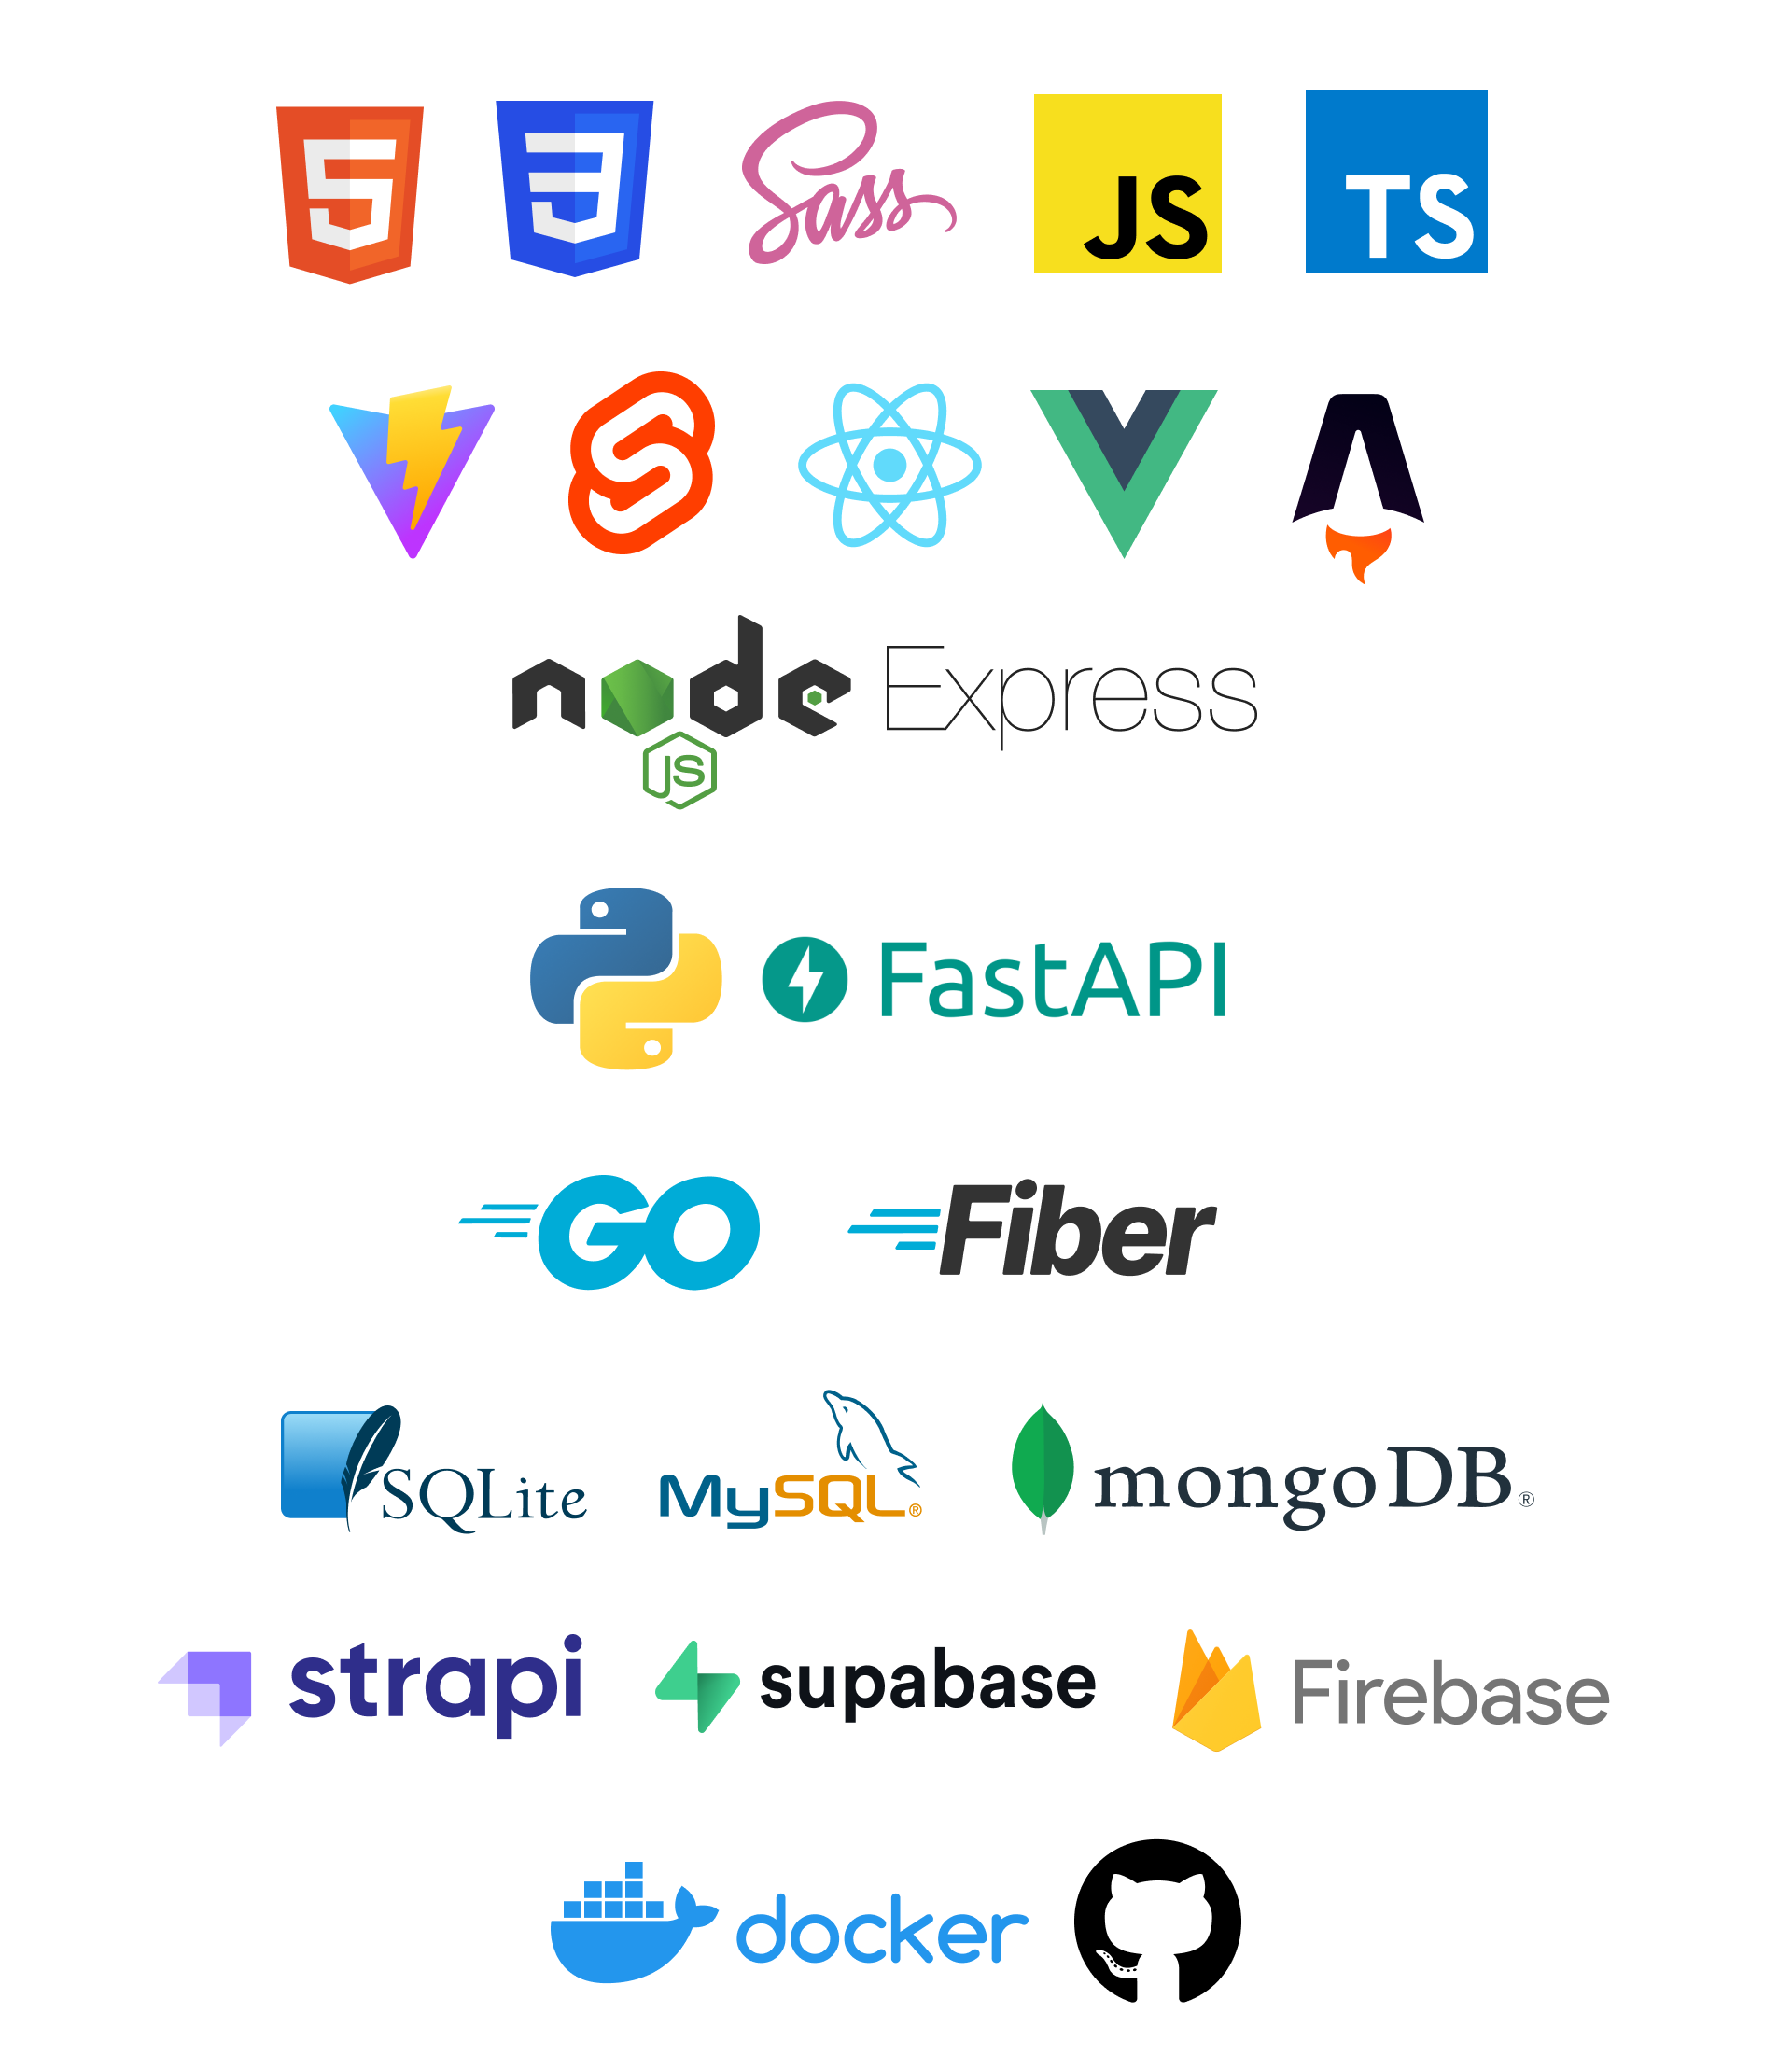 5 3 Sass JS TS
node Express
JS
FastAPI
GO Fiber
SQLite MySQL® mongoDB®
strapi supabase Firebase
docker